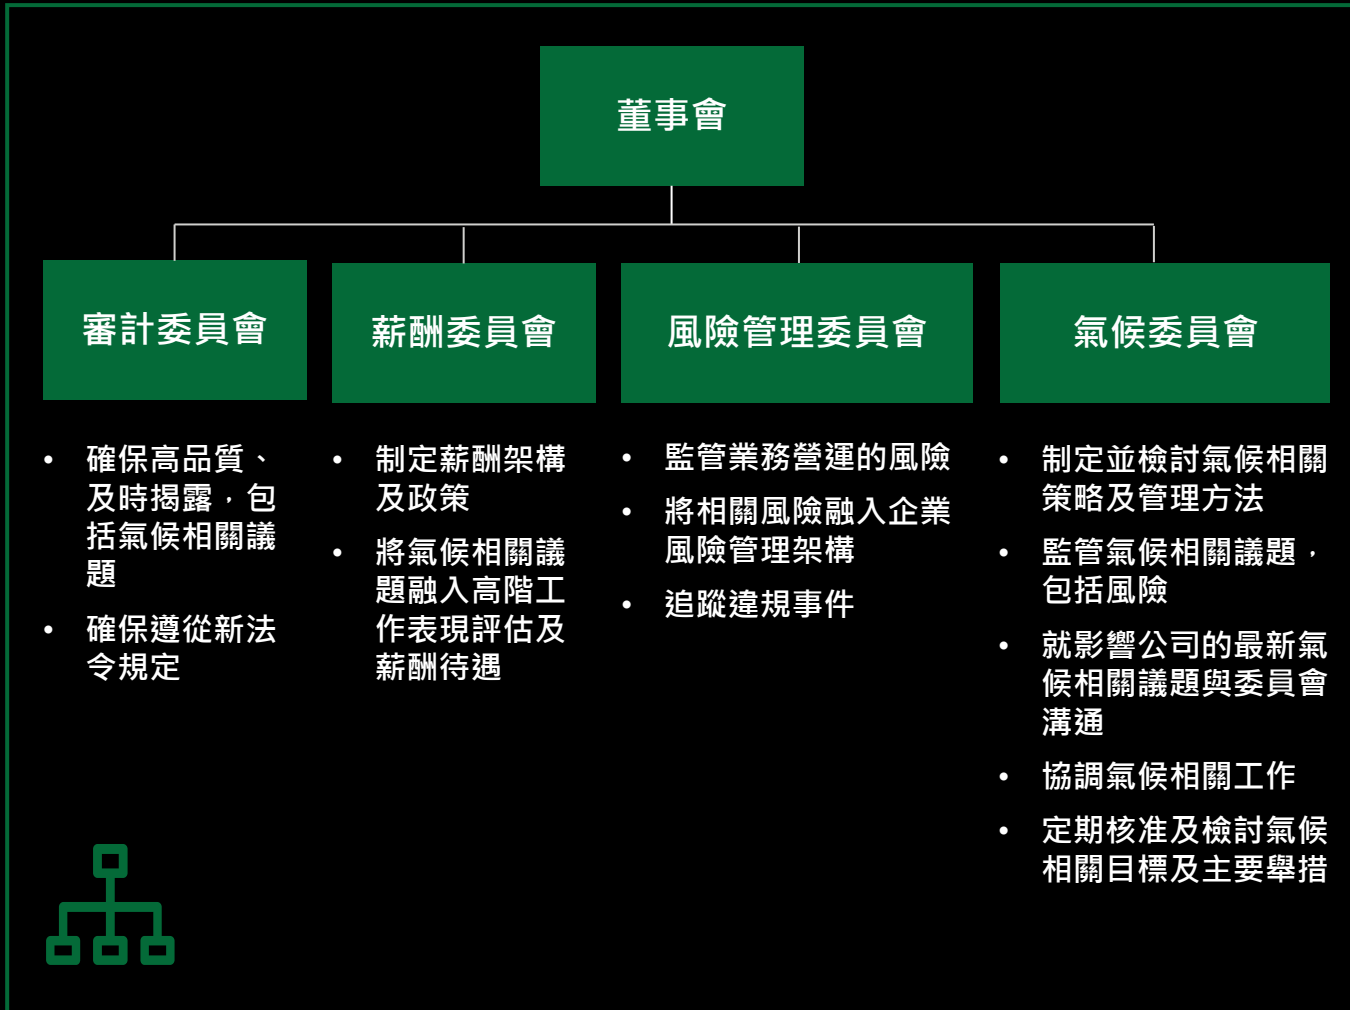 董事會
審計委員會
薪酬委員會
風險管理委員會
氣候委員會
• 確保高品質、
及時揭露，包
括氣候相關議
題
• 確保遵從新法
令規定
• 制定薪酬架構
及政策
• 將氣候相關議
題融入高階工
作表現評估及
薪酬待遇
• 監管業務營運的風險
• 將相關風險融入企業
風險管理架構
• 追蹤違規事件
• 制定並檢討氣候相關
策略及管理方法
• 監管氣候相關議題，
包括風險
• 就影響公司的最新氣
候相關議題與委員會
溝通
• 協調氣候相關工作
• 定期核准及檢討氣候
相關目標及主要舉措